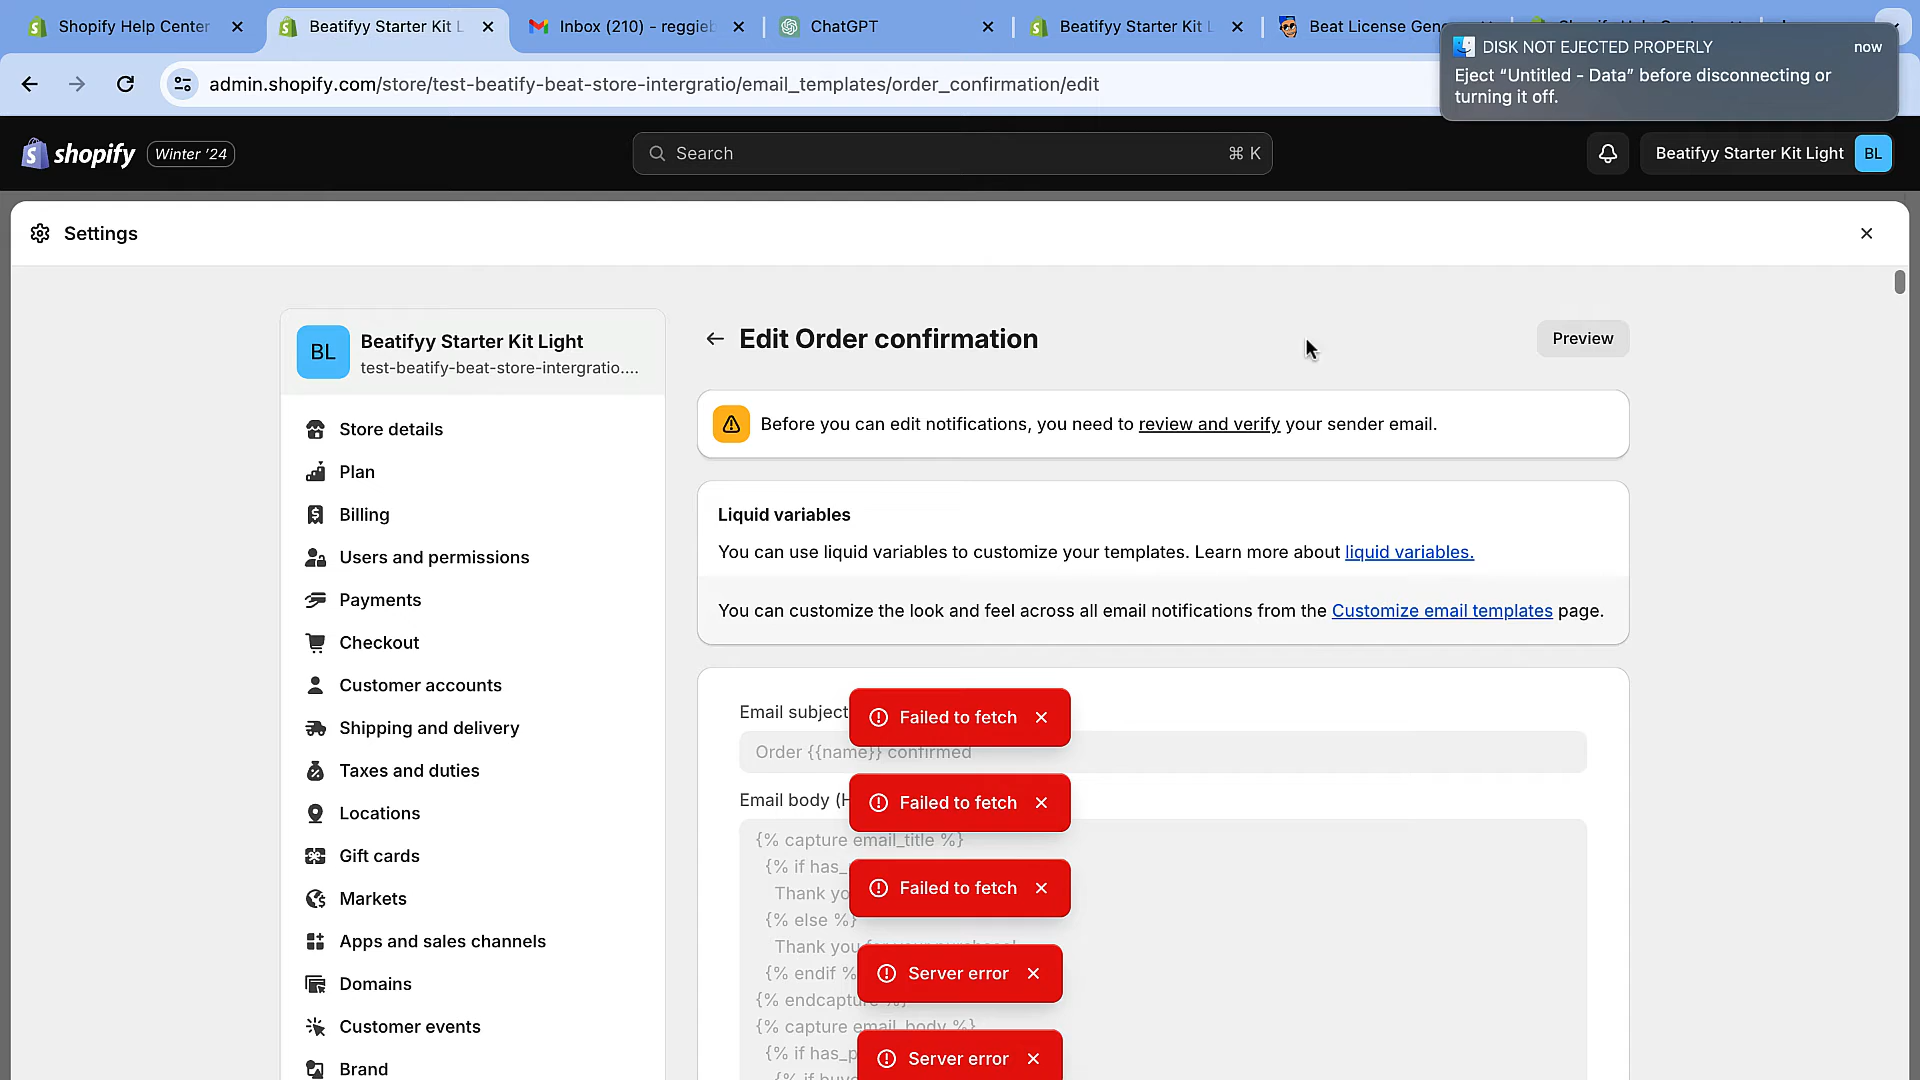 Shopify Help Center
Beatifyy Starter Kit L
Inbox (210) - reggieb
ChatGPT
Beatifyy Starter Kit L
Beat License Gen
DISK NOT EJECTED PROPERLY
now
Eject “Untitled - Data” before disconnecting or
turning it off.
admin.shopify.com/store/test-beatify-beat-store-intergratio/email_templates/order_confirmation/edit
shopify
Winter ’24
Search
⌘ K
Beatifyy Starter Kit Light
BL
Settings
BL
Beatifyy Starter Kit Light
test-beatify-beat-store-intergratio....
Store details
Plan
Billing
Users and permissions
Payments
Checkout
Customer accounts
Shipping and delivery
Taxes and duties
Locations
Gift cards
Markets
Apps and sales channels
Domains
Customer events
Brand
Edit Order confirmation
Preview
Before you can edit notifications, you need to review and verify your sender email.
Liquid variables
You can use liquid variables to customize your templates. Learn more about liquid variables.
You can customize the look and feel across all email notifications from the Customize email templates page.
Email subject
Failed to fetch
Order {{name}} confirmed
Email body (H
Failed to fetch
{% capture email_title %}
{% if has_
Failed to fetch
Thank yo
{% else %}
Thank you for your purchase!
{% endif %
Server error
{% endcapture %}
{% capture email_body %}
{% if has_p
Server error
{% if buy